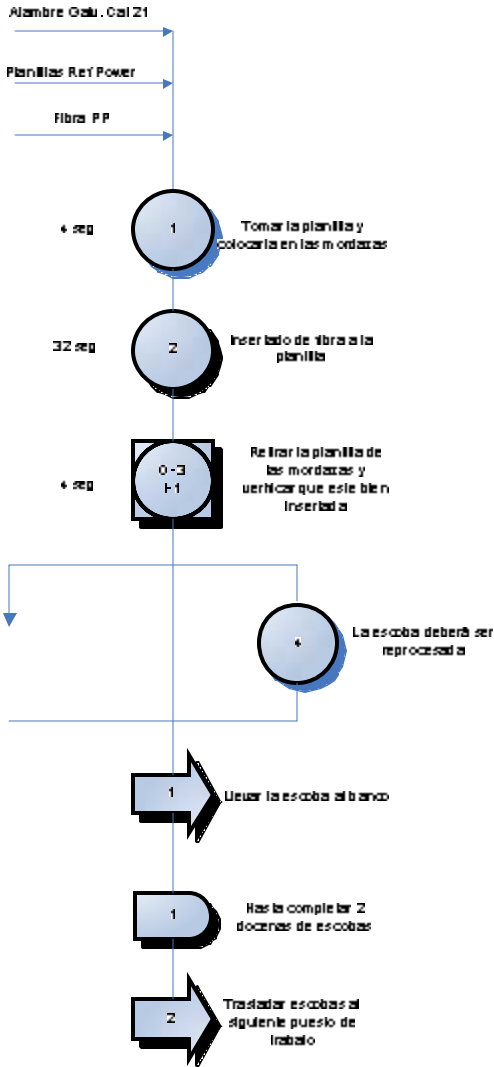 Alambre Galv. Cal 21
Planillas Ref Power
Fibra PP
4 seg
1
Tomar la planilla y
colocarla en las mordazas
32 seg
2
Insertado de fibra a la
planilla
4 seg
0-3
I-1
Retirar la planilla de
las mordazas y
verificar que este bien
insertada
4
La escoba deberá ser
reprocesada
1
Llevar la escoba al banco
1
Hasta completar 2
docenas de escobas
2
Trasladar escobas al
siguiente puesto de
trabajo